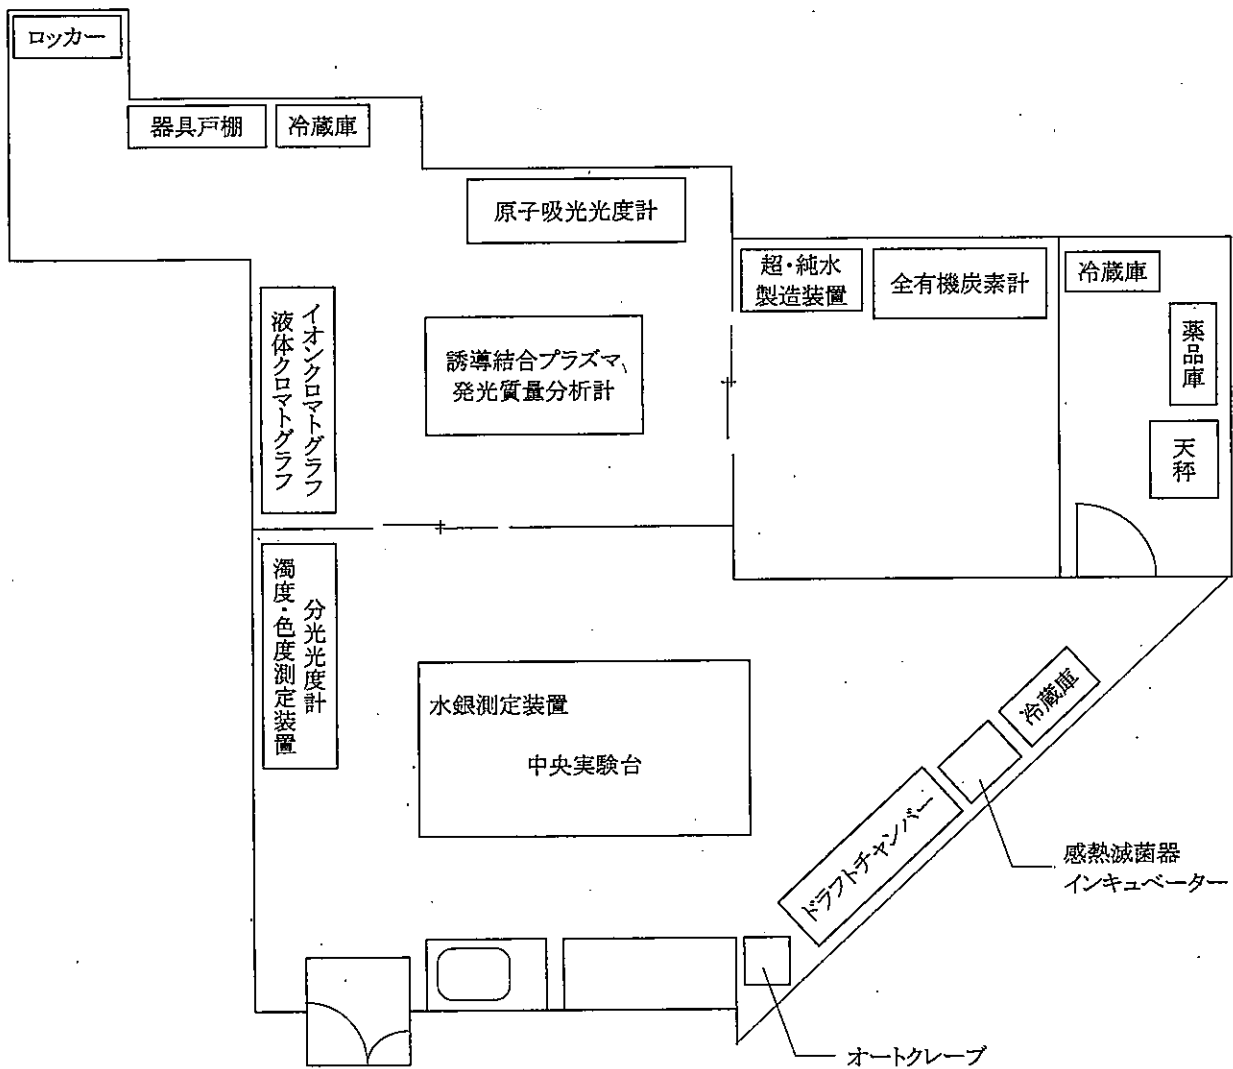 ロッカー
器具戸棚
冷蔵庫
原子吸光光度計
超・純水
製造装置
全有機炭素計
冷蔵庫
薬品庫
天秤
イオンクロマトグラフ
液体クロマトグラフ
誘導結合プラズマ、
発光質量分析計
分光光度計
濁度・色度測定装置
水銀測定装置
中央実験台
冷蔵庫
ドラフトチャンバー
感熱滅菌器
インキュベーター
オートクレーブ